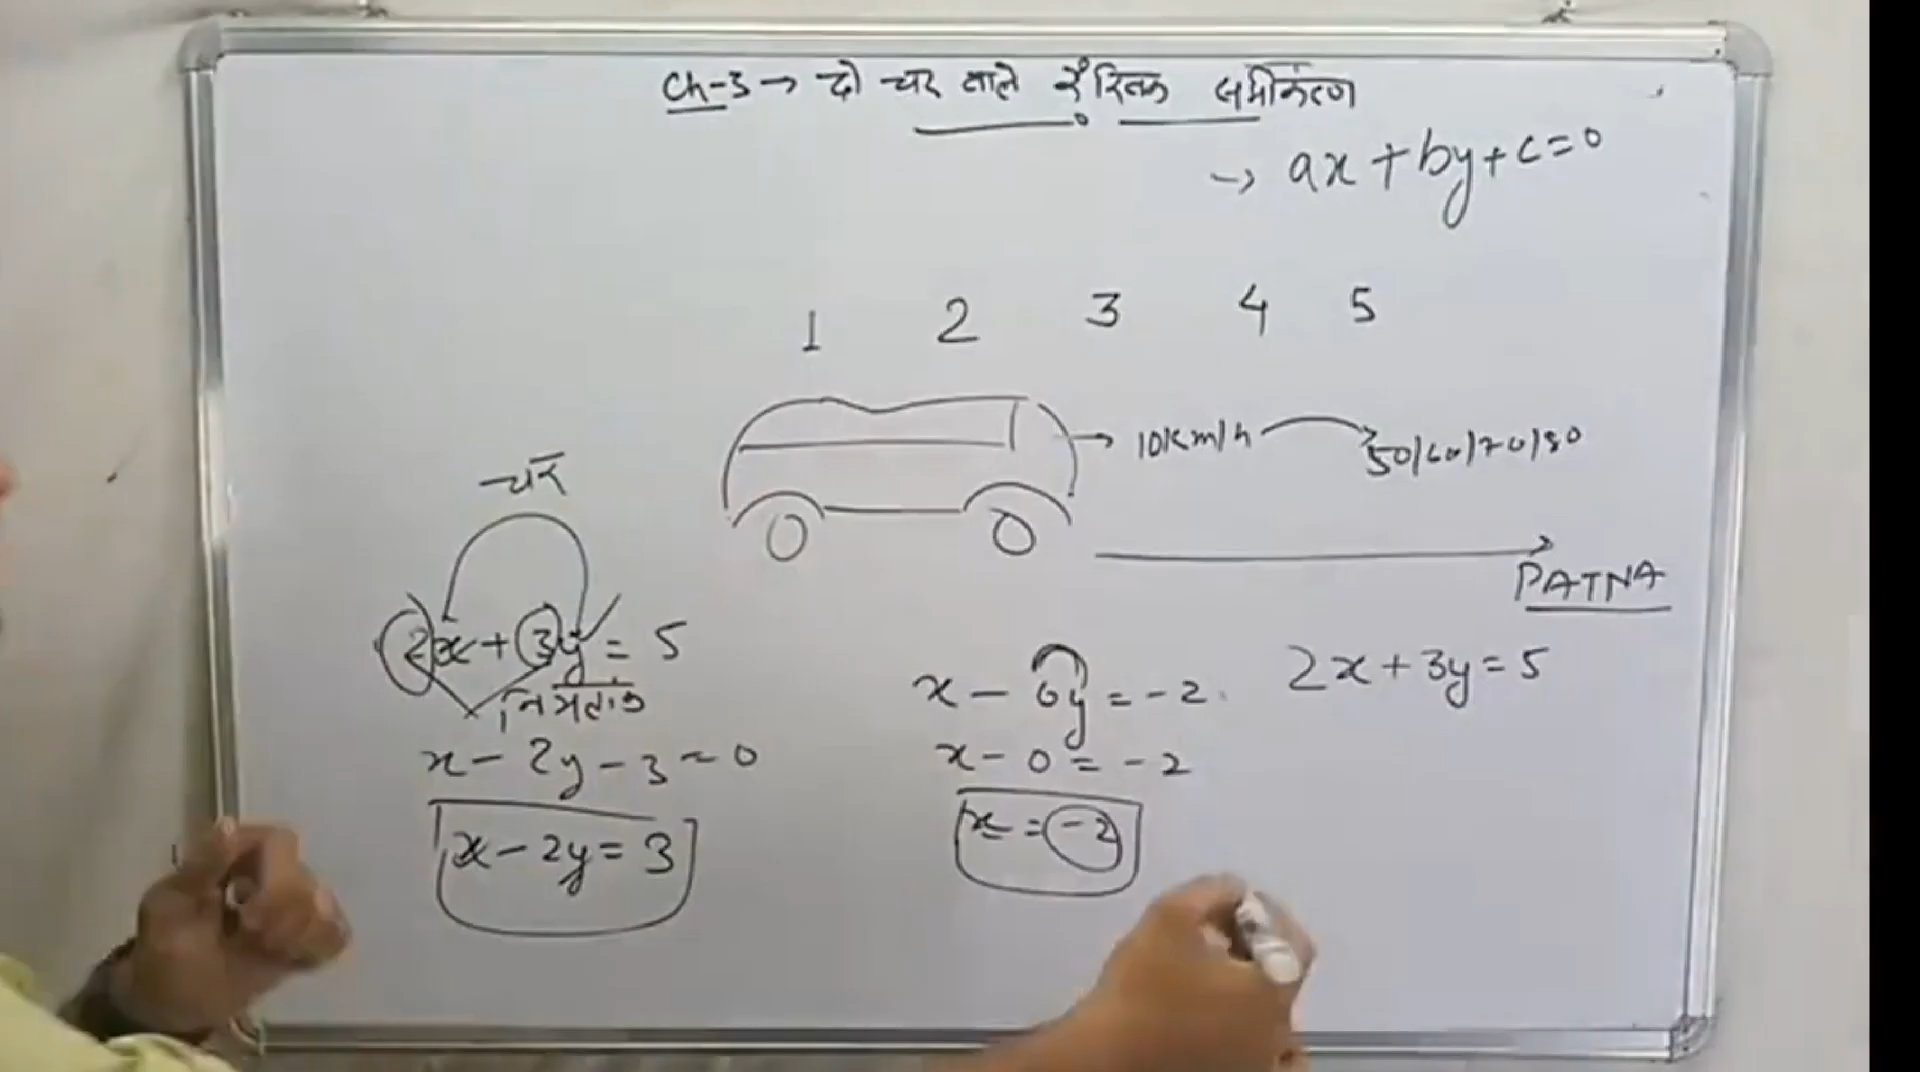 Ch-3 → दो चर वाले रैखिक समीकरण
→ ax + by + c = 0
1 2 3 4 5
→ 10km/h 50/60/70/80
PATNA
चर
2x + 3y = 5
नियतांक
x - 2y - 3 = 0
x - 2y = 3
x - 0y = -2
x - 0 = -2
x = -2
2x + 3y = 5